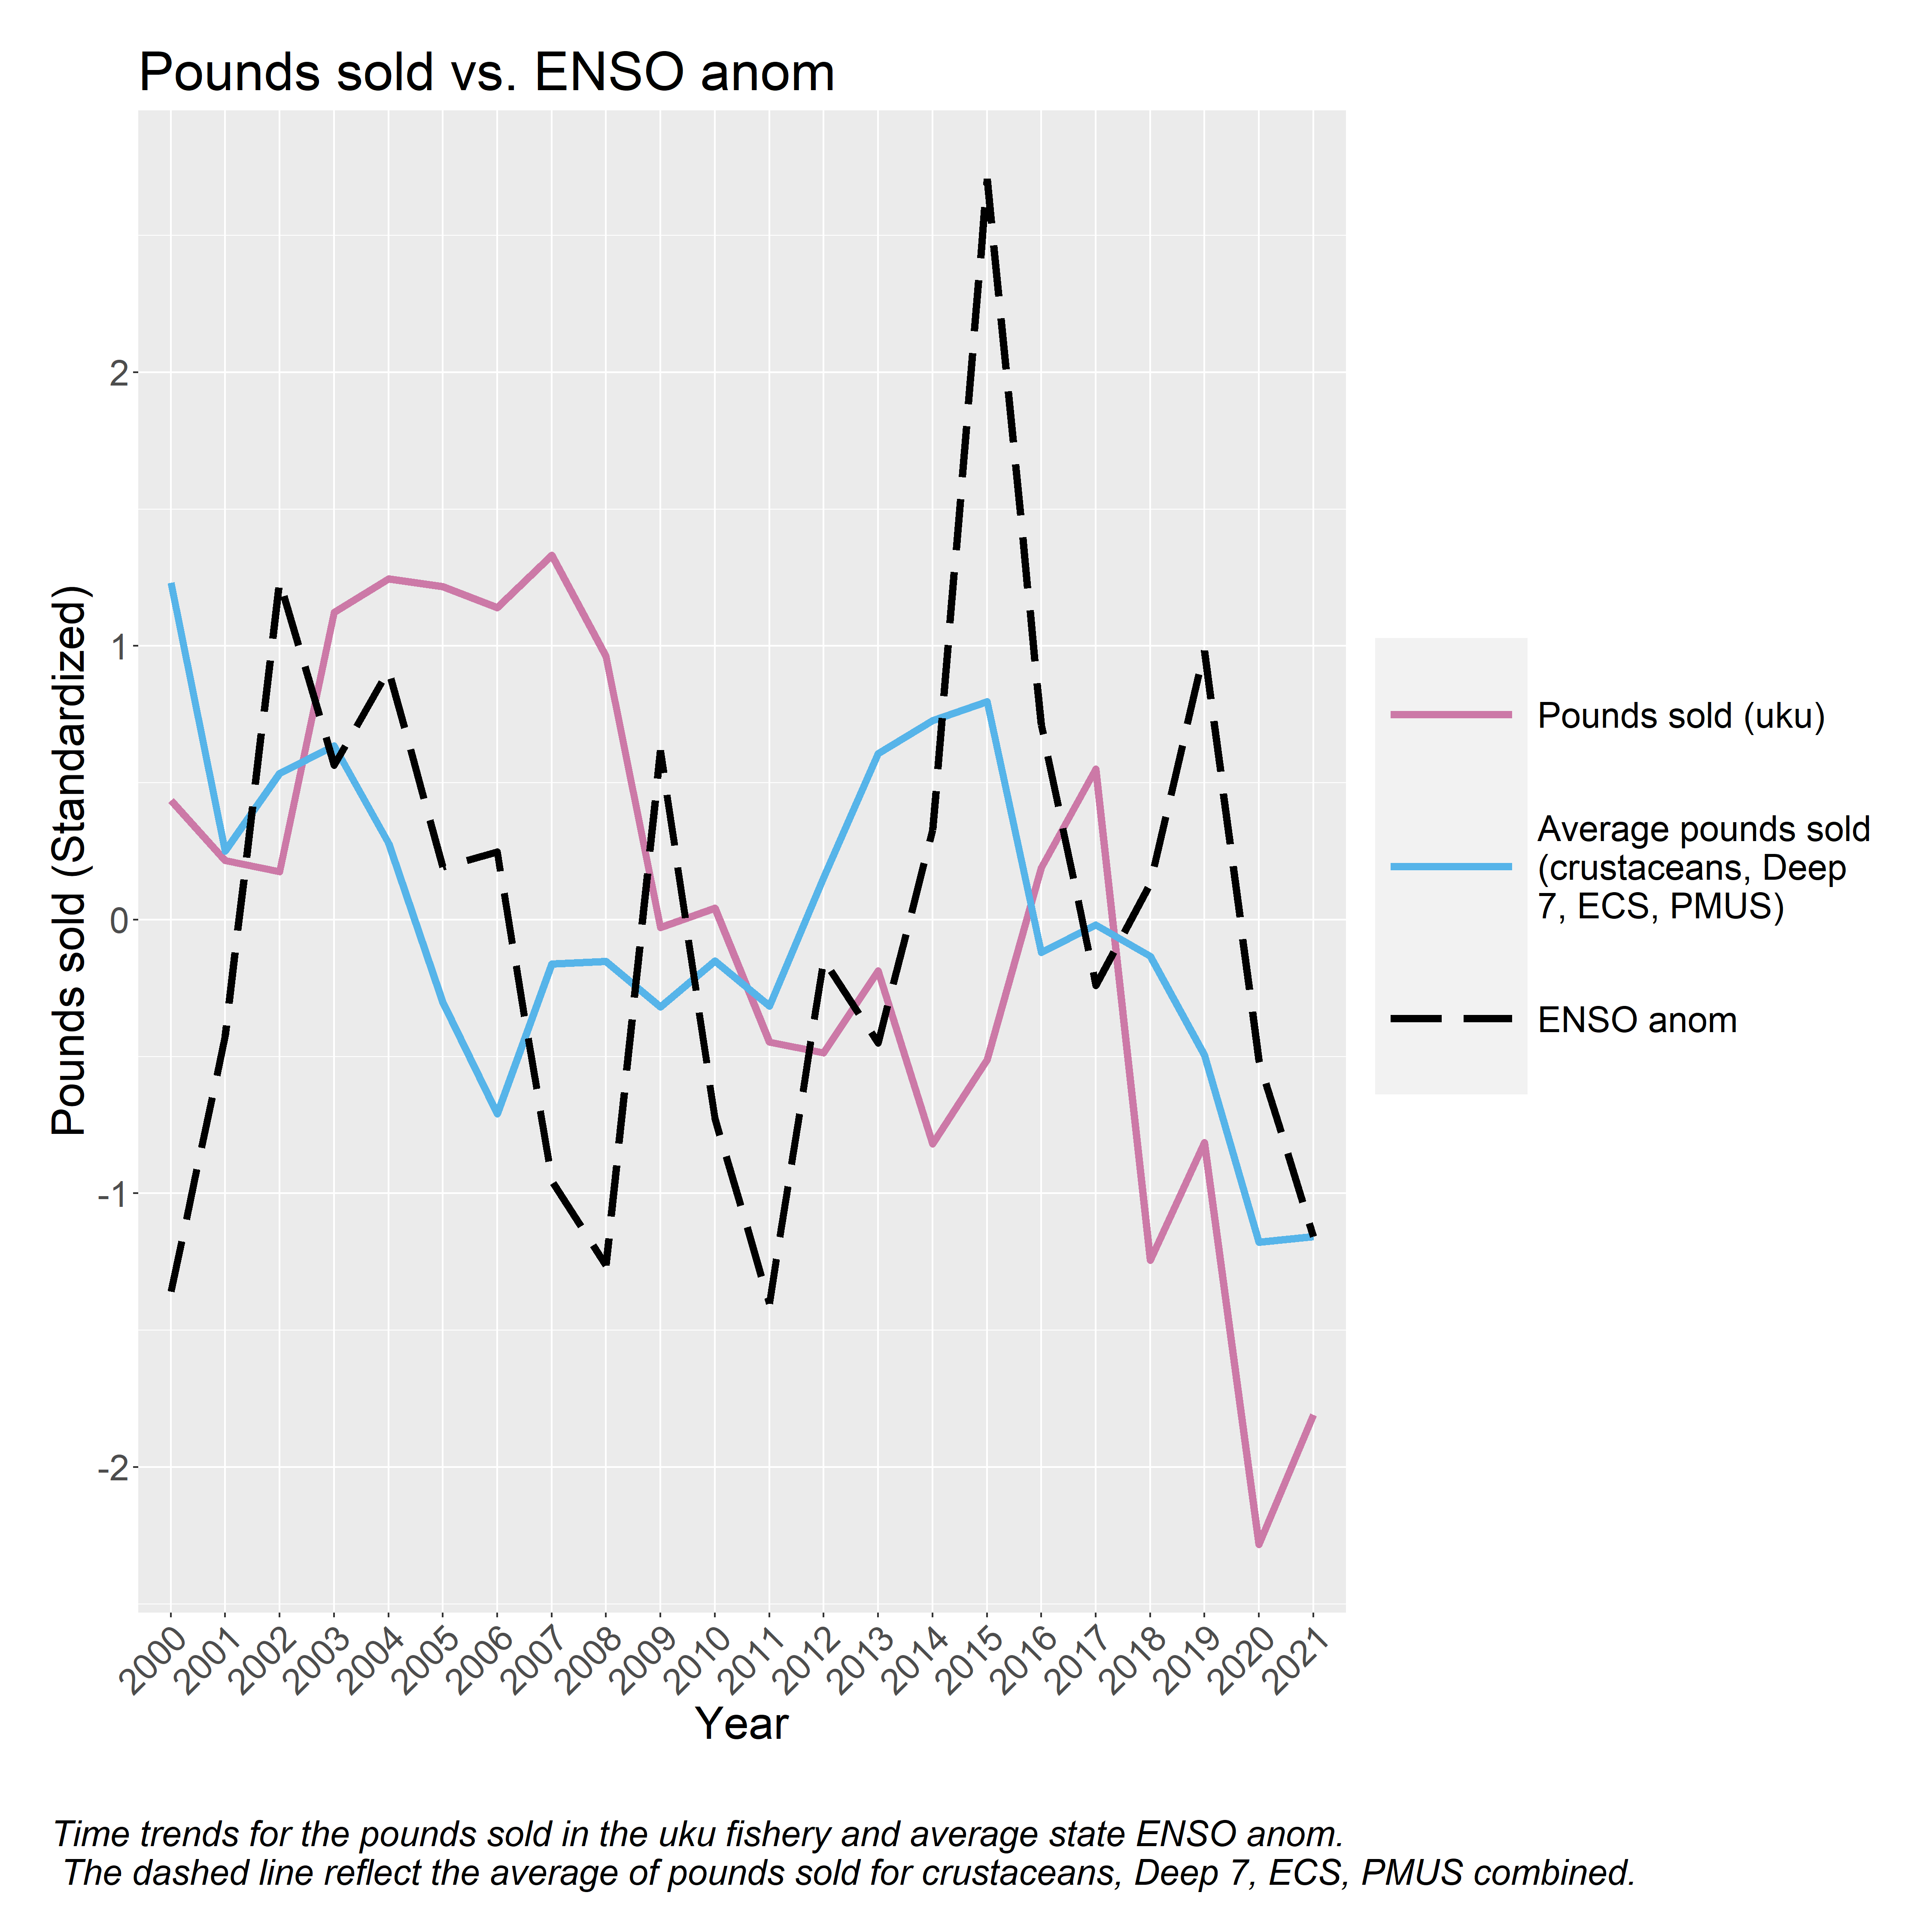 Pounds sold vs. ENSO anom
Pounds sold (Standardized)
2
1
0
-1
-2
2000
2001
2002
2003
2004
2005
2006
2007
2008
2009
2010
2011
2012
2013
2014
2015
2016
2017
2018
2019
2020
2021
Year
Pounds sold (uku)
Average pounds sold
(crustaceans, Deep
7, ECS, PMUS)
ENSO anom
Time trends for the pounds sold in the uku fishery and average state ENSO anom.
The dashed line reflect the average of pounds sold for crustaceans, Deep 7, ECS, PMUS combined.